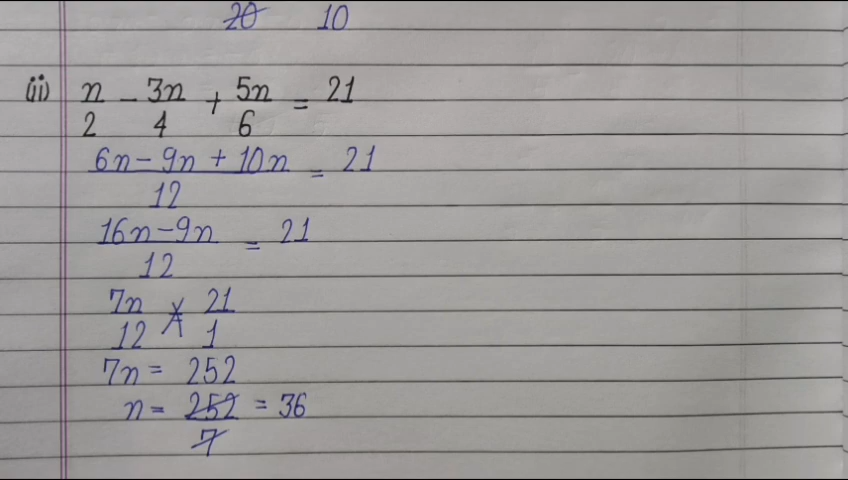 20 10
(ii) n/2 - 3n/4 + 5n/6 = 21
(6n - 9n + 10n)/12 = 21
(16n - 9n)/12 = 21
7n/12 = 21/1
7n = 252
n = 252/7 = 36